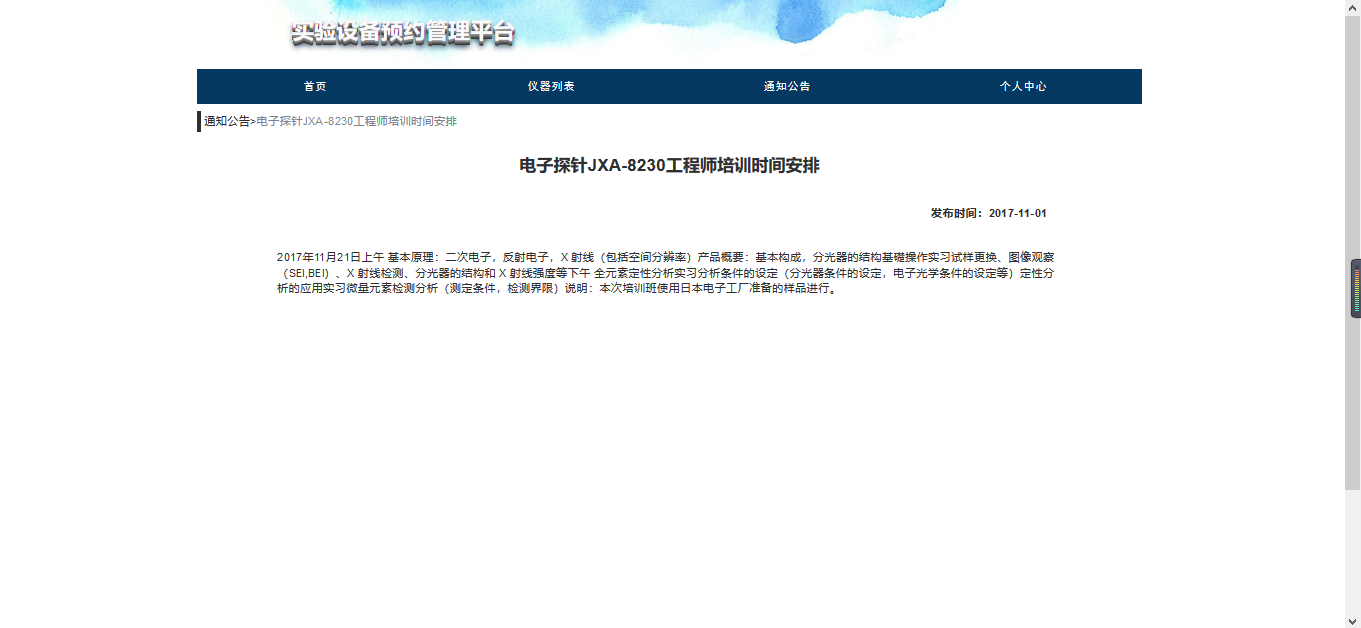 实验设备预约管理平台
首页 仪器列表 通知公告 个人中心
通知公告>电子探针JXA-8230工程师培训时间安排
电子探针JXA-8230工程师培训时间安排
发布时间：2017-11-01
2017年11月21日上午 基本原理：二次电子，反射电子，X 射线（包括空间分辨率）产品概要：基本构成，分光器的结构基礎操作实习试样更换、图像观察
（SEI,BEI）、X 射线检测、分光器的结构和 X 射线强度等下午 全元素定性分析实习分析条件的设定（分光器条件的设定，电子光学条件的设定等）定性分
析的应用实习微量元素检测分析（测定条件，检测界限）说明：本次培训班使用日本电子工厂准备的样品进行。